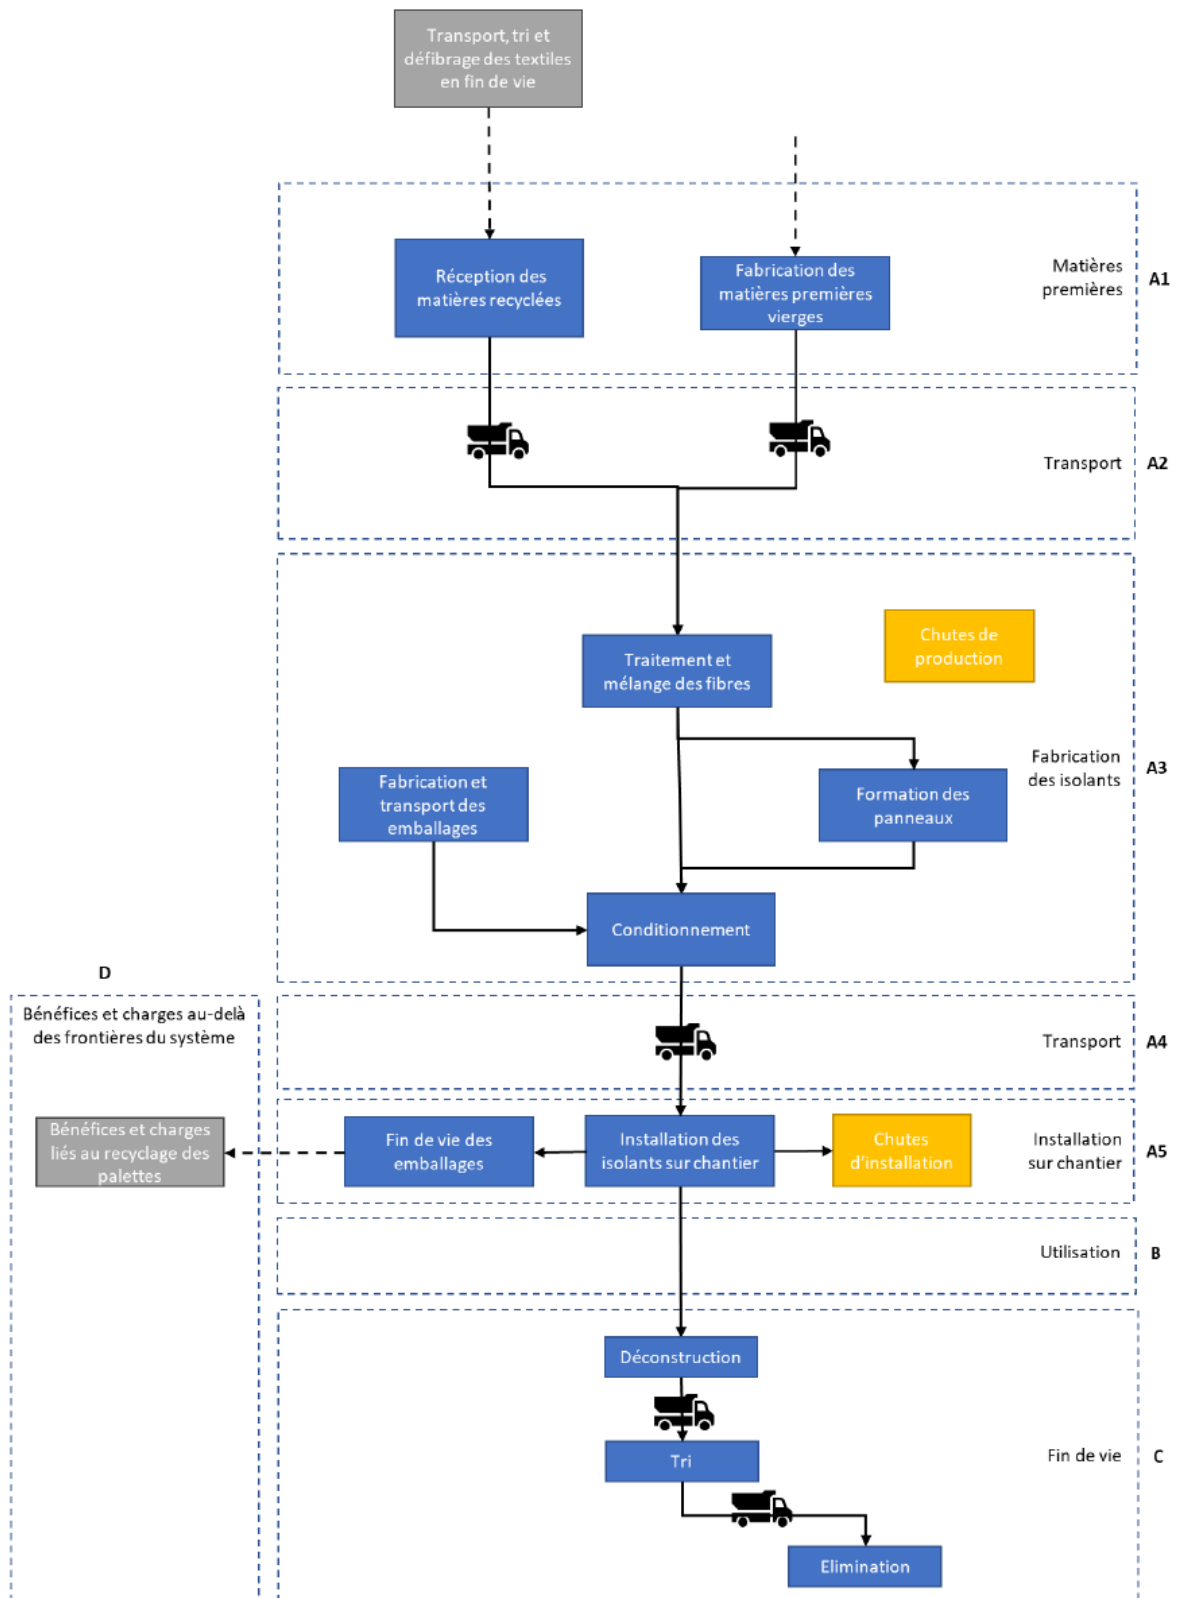 Transport, tri et
défibrage des textiles
en fin de vie
Réception des
matières recyclées
Fabrication des
matières premières
vierges
Matières
premières
A1
Transport
A2
Traitement et
mélange des fibres
Chutes de
production
Fabrication et
transport des
emballages
Formation des
panneaux
Fabrication
des isolants
A3
Conditionnement
D
Bénéfices et charges au-delà
des frontières du système
Transport
A4
Bénéfices et charges
liés au recyclage des
palettes
Fin de vie des
emballages
Installation des
isolants sur chantier
Chutes
d'installation
Installation
sur chantier
A5
Utilisation
B
Déconstruction
Tri
Fin de vie
C
Elimination